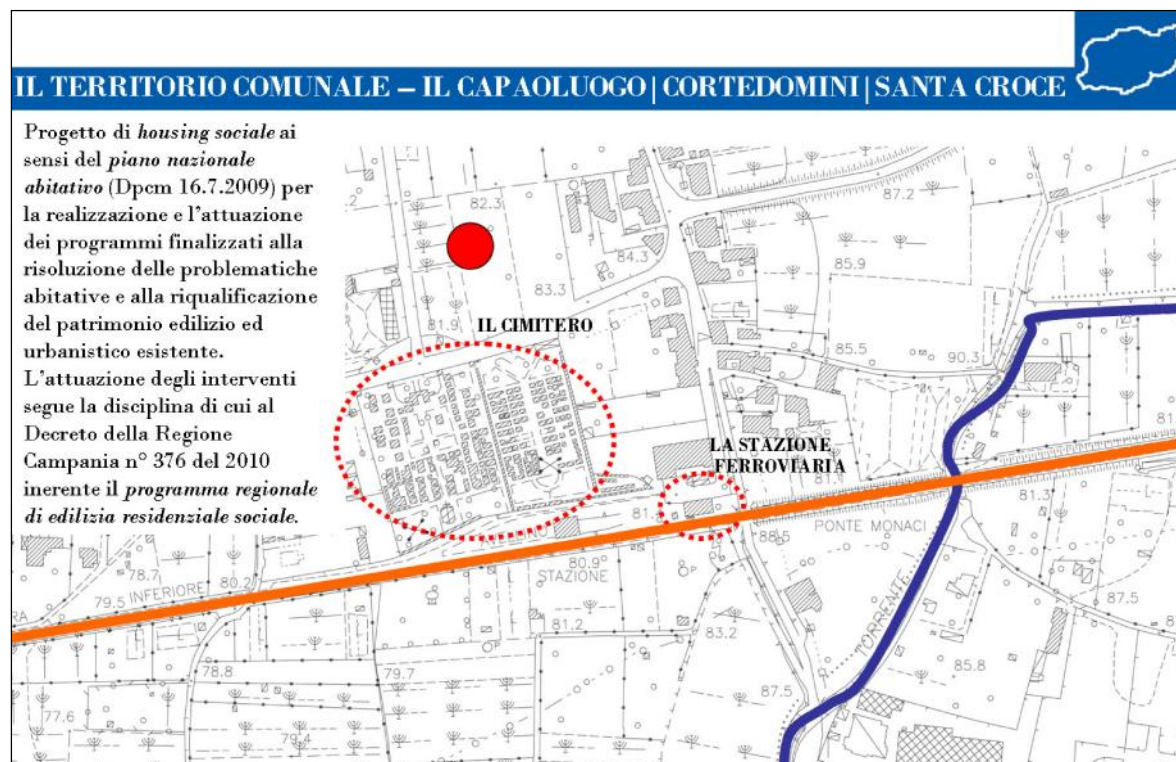 IL TERRITORIO COMUNALE – IL CAPAOLUOGO | CORTEDOMINI | SANTA CROCE
Progetto di housing sociale ai
sensi del piano nazionale
abitativo (Dpcm 16.7.2009) per
la realizzazione e l'attuazione
dei programmi finalizzati alla
risoluzione delle problematiche
abitative e alla riqualificazione
del patrimonio edilizio ed
urbanistico esistente.
L'attuazione degli interventi
segue la disciplina di cui al
Decreto della Regione
Campania n° 376 del 2010
inerente il programma regionale
di edilizia residenziale sociale.
82.3
87.2
84.3
85.9
83.3
81.9
IL CIMITERO
85.5
90.3
LA STAZIONE
FERROVIARIA
81.3
PONTE MONACI
88.5
80.9
STAZIONE
78.7
80.2
INFERIORE
79.5
87.5
81.2
83.2
TORRENTE
78.8
79.7
85.8
87.5
77.6
79.4